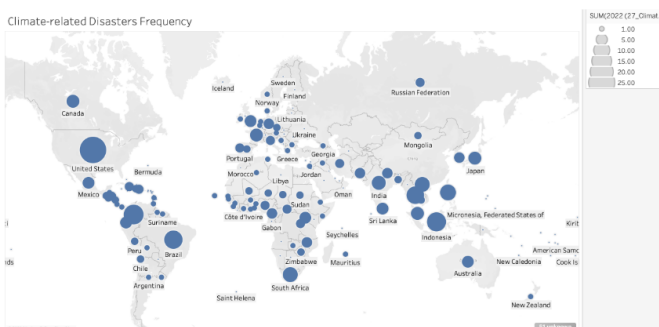 Climate-related Disasters Frequency
SUM(2022 (27_Climat
1.00
5.00
10.00
15.00
20.00
25.00
Iceland
Sweden
Finland
Norway
Russian Federation
Canada
Lithuania
Ukraine
Mongolia
United States
Portugal
Greece
Georgia
Japan
Bermuda
Morocco
Jordan
Libya
Mexico
Oman
India
Sudan
Côte d'Ivoire
Sri Lanka
Micronesia, Federated States of
Suriname
Gabon
Kirit
Indonesia
Seychelles
Peru
Brazil
American Samc
nds
Zimbabwe
Mauritius
New Caledonia
Cook Is
Chile
Australia
Argentina
South Africa
Saint Helena
New Zealand